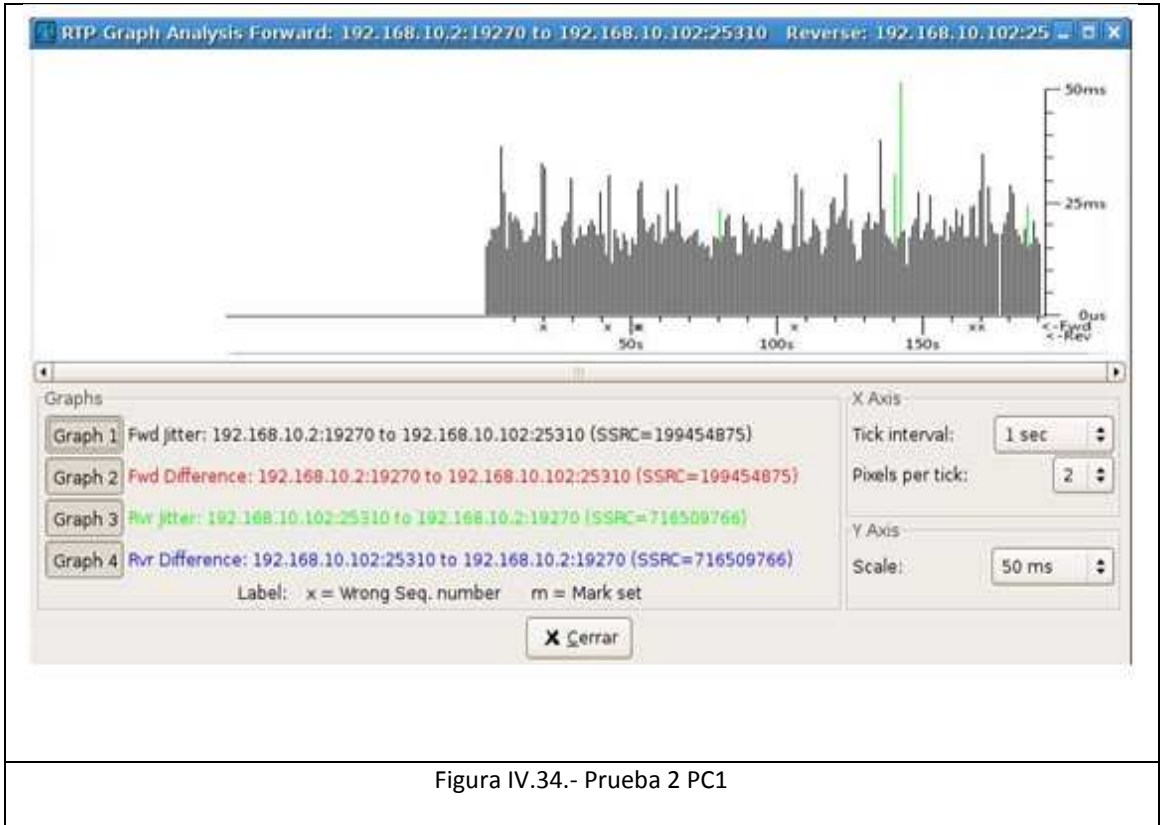 RTP Graph Analysis Forward: 192.168.10.2:19270 to 192.168.10.102:25310 Reverse: 192.168.10.102:25
50ms
25ms
0us
<-Fwd
<-Rev
x x m x xx
50s 100s 150s
Graphs
Graph 1 Fwd Jitter: 192.168.10.2:19270 to 192.168.10.102:25310 (SSRC=199454875)
Graph 2 Fwd Difference: 192.168.10.2:19270 to 192.168.10.102:25310 (SSRC=199454875)
Graph 3 Rvr Jitter: 192.168.10.102:25310 to 192.168.10.2:19270 (SSRC=716509766)
Graph 4 Rvr Difference: 192.168.10.102:25310 to 192.168.10.2:19270 (SSRC=716509766)
Label: x = Wrong Seq. number m = Mark set
X Axis
Tick interval: 1 sec
Pixels per tick: 2
Y Axis
Scale: 50 ms
X Cerrar
Figura IV.34.- Prueba 2 PC1